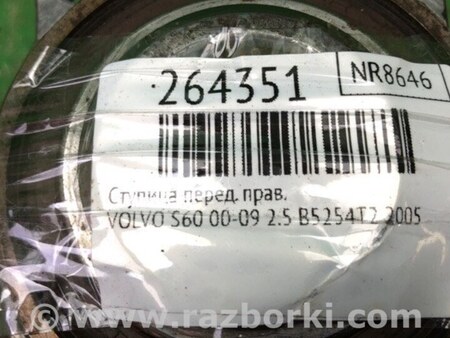 264351
NR8646
Ступица перед. прав.
VOLVO S60 00-09 2.5 B5254T2 2005
© www.razborki.com